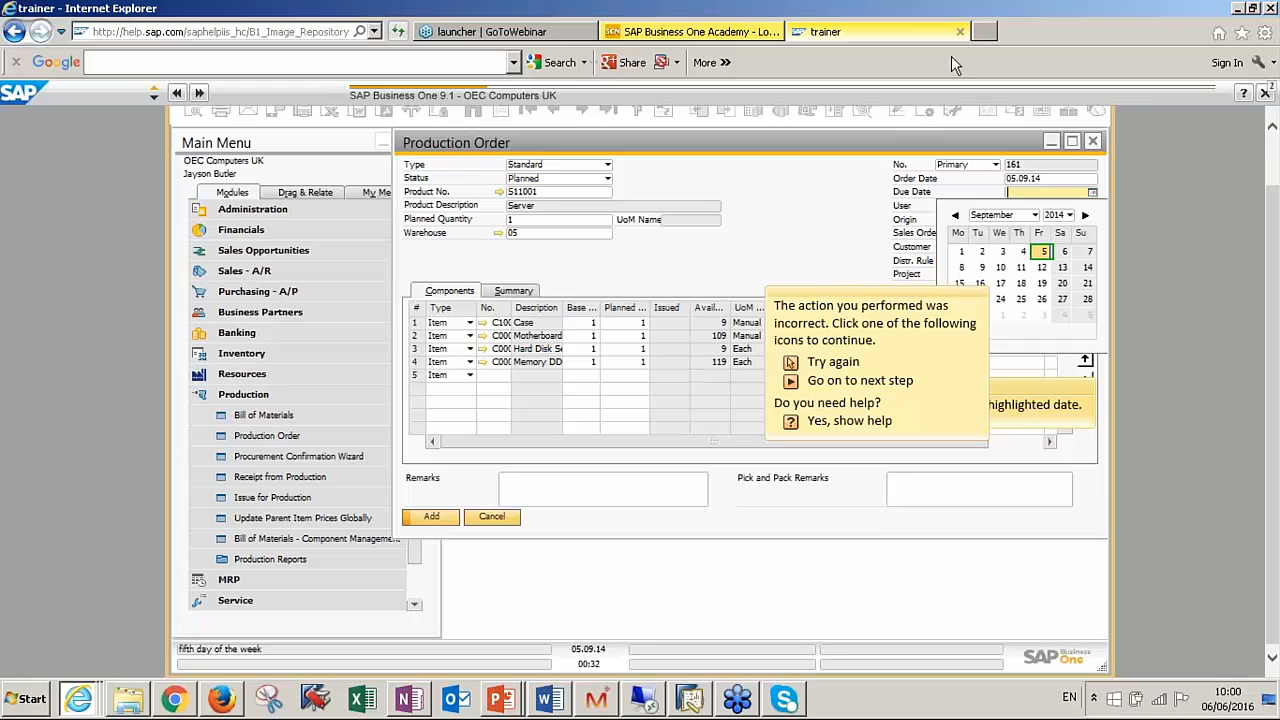 trainer - Internet Explorer
http://help.sap.com/saphelpiis_hc/B1_Image_Repository
launcher | GoToWebinar
SAP Business One Academy - Lo...
trainer
Google
Search
Share
More »
Sign In
SAP
SAP Business One 9.1 - OEC Computers UK
?
Main Menu
OEC Computers UK
Jayson Butler
Modules
Drag & Relate
My Me
Administration
Financials
Sales Opportunities
Sales - A/R
Purchasing - A/P
Business Partners
Banking
Inventory
Resources
Production
Bill of Materials
Production Order
Procurement Confirmation Wizard
Receipt from Production
Issue for Production
Update Parent Item Prices Globally
Bill of Materials - Component Management
Production Reports
MRP
Service
Production Order
Type Standard
Status Planned
Product No. S11001
Product Description Server
Planned Quantity 1 UoM Name
Warehouse 05
No. Primary 161
Order Date 05.09.14
Due Date
User
Origin
Sales Orde
Customer
Distr. Rule
Project
September 2014
Mo Tu We Th Fr Sa Su
1 2 3 4 5 6 7
8 9 10 11 12 13 14
15 16 17 18 19 20 21
24 25 26 27 28
1 2 3 4 5
Components Summary
# Type No. Description Base ... Planned Issued Avail... UoM
1 Item C100 Case 1 1 9 Manual
2 Item C000 Motherboard 1 1 109 Manual
3 Item C000 Hard Disk S 1 1 9 Each
4 Item C000 Memory DD 1 1 119 Each
5 Item
The action you performed was
incorrect. Click one of the following
icons to continue.
Try again
Go on to next step
Do you need help?
? Yes, show help
highlighted date.
Remarks
Pick and Pack Remarks
Add
Cancel
fifth day of the week
05.09.14
00:32
SAP Business One
Start
EN
10:00
06/06/2016